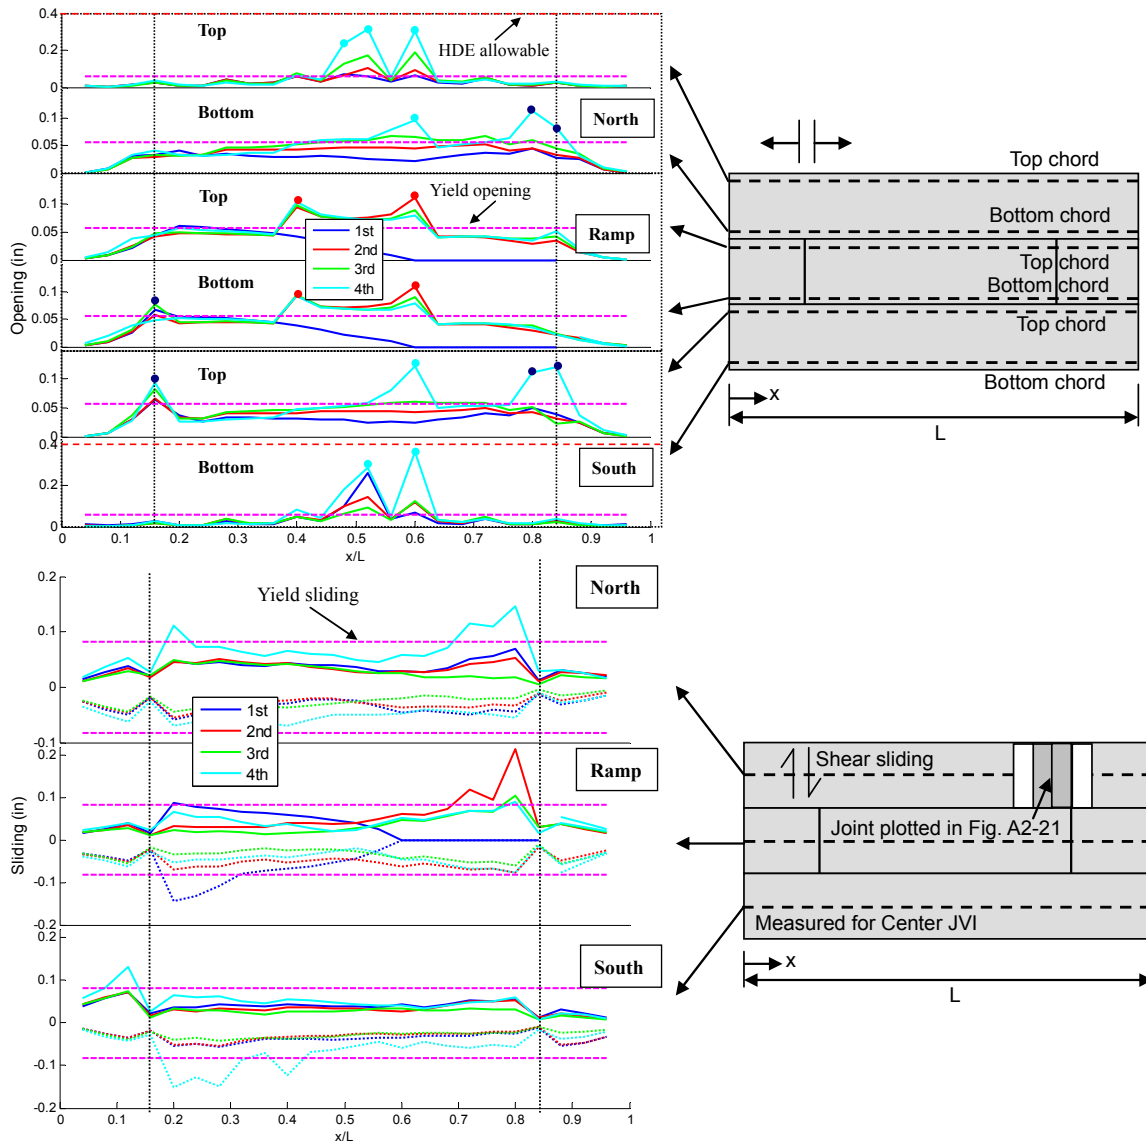 0.4
Top
HDE allowable
0.2
0
0.1
Bottom
North
0.05
0
Top
Yield opening
0.1
1st
2nd
3rd
4th
Ramp
0.05
0
Bottom
0.1
0.05
0
Opening (in)
Top
0.1
0.05
0
0.4
Bottom
South
0.2
0
0 0.1 0.2 0.3 0.4 0.5 0.6 0.7 0.8 0.9 1
x/L
Top chord
Bottom chord
Top chord
Bottom chord
Top chord
Bottom chord
x
L
0.2
North
Yield sliding
0.1
0
-0.1
1st
2nd
3rd
4th
0.2
Ramp
0.1
0
-0.1
-0.2
Sliding (in)
0.2
South
0.1
0
-0.1
-0.2
0 0.1 0.2 0.3 0.4 0.5 0.6 0.7 0.8 0.9 1
x/L
Shear sliding
Joint plotted in Fig. A2-21
Measured for Center JVI
x
L